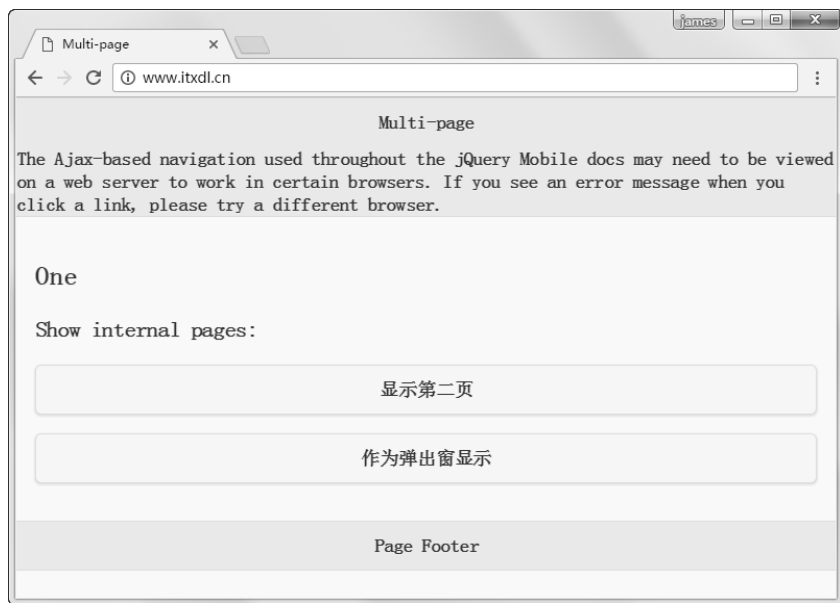 james
Multi-page
www.itxdl.cn
Multi-page
The Ajax-based navigation used throughout the jQuery Mobile docs may need to be viewed
on a web server to work in certain browsers. If you see an error message when you
click a link, please try a different browser.
One
Show internal pages:
显示第二页
作为弹出窗显示
Page Footer